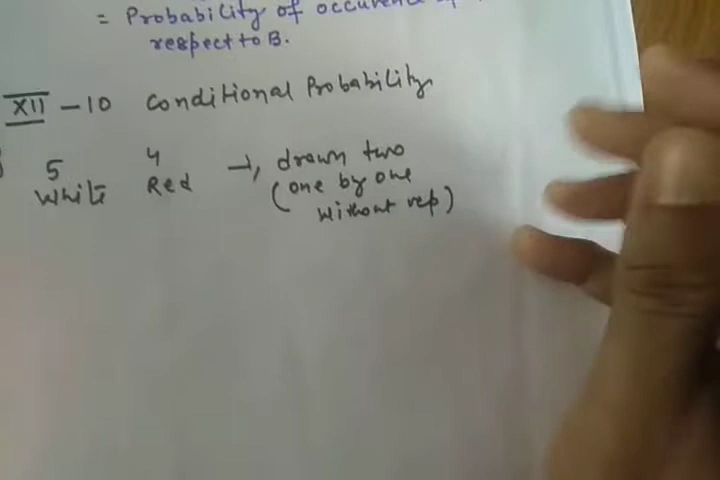 = Probability of
respect to B.
XII - 10 Conditional Probability
5 4 → drawn two
White Red (one by one
without rep)